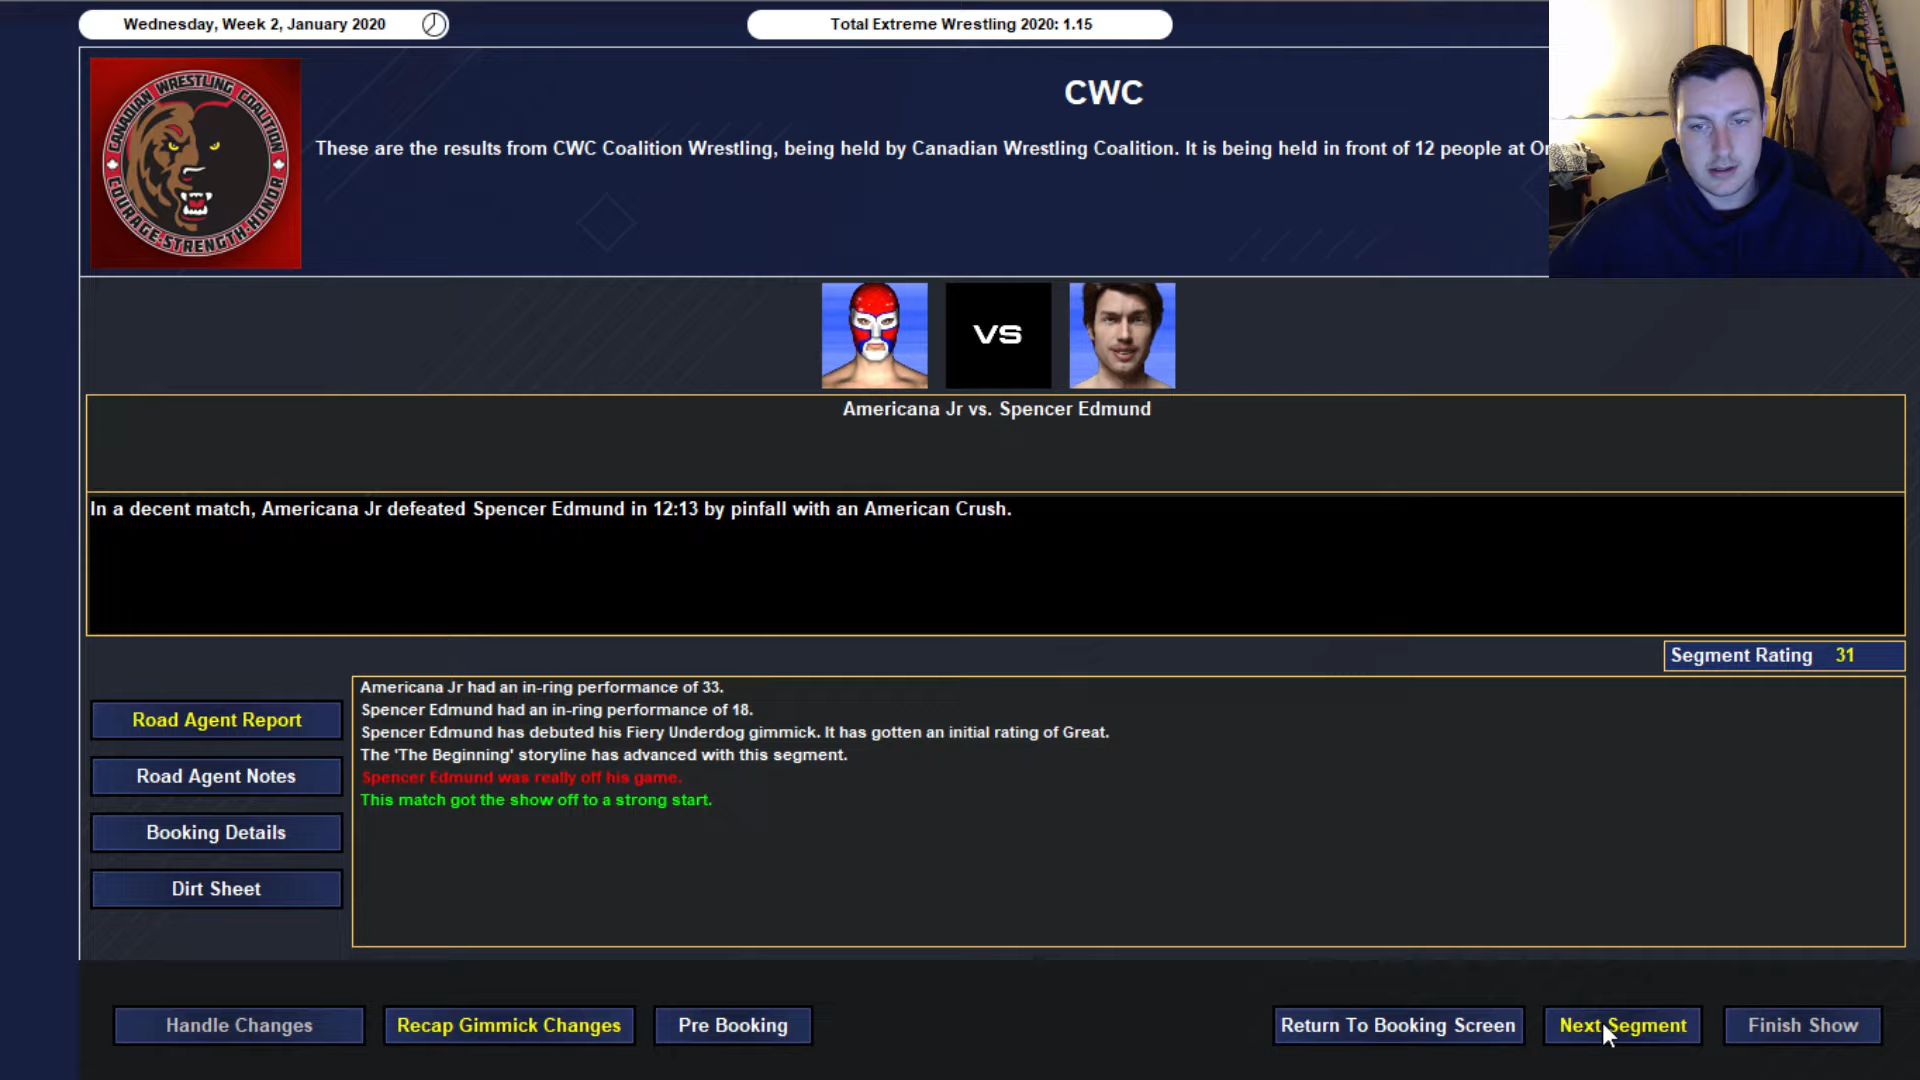 Wednesday, Week 2, January 2020
Total Extreme Wrestling 2020: 1.15
CWC
CANADIAN WRESTLING COALITION
COURAGE·STRENGTH·HONOR
These are the results from CWC Coalition Wrestling, being held by Canadian Wrestling Coalition. It is being held in front of 12 people at
VS
Americana Jr vs. Spencer Edmund
In a decent match, Americana Jr defeated Spencer Edmund in 12:13 by pinfall with an American Crush.
Segment Rating 31
Road Agent Report
Road Agent Notes
Booking Details
Dirt Sheet
Americana Jr had an in-ring performance of 33.
Spencer Edmund had an in-ring performance of 18.
Spencer Edmund has debuted his Fiery Underdog gimmick. It has gotten an initial rating of Great.
The 'The Beginning' storyline has advanced with this segment.
Spencer Edmund was really off his game.
This match got the show off to a strong start.
Handle Changes
Recap Gimmick Changes
Pre Booking
Return To Booking Screen
Next Segment
Finish Show